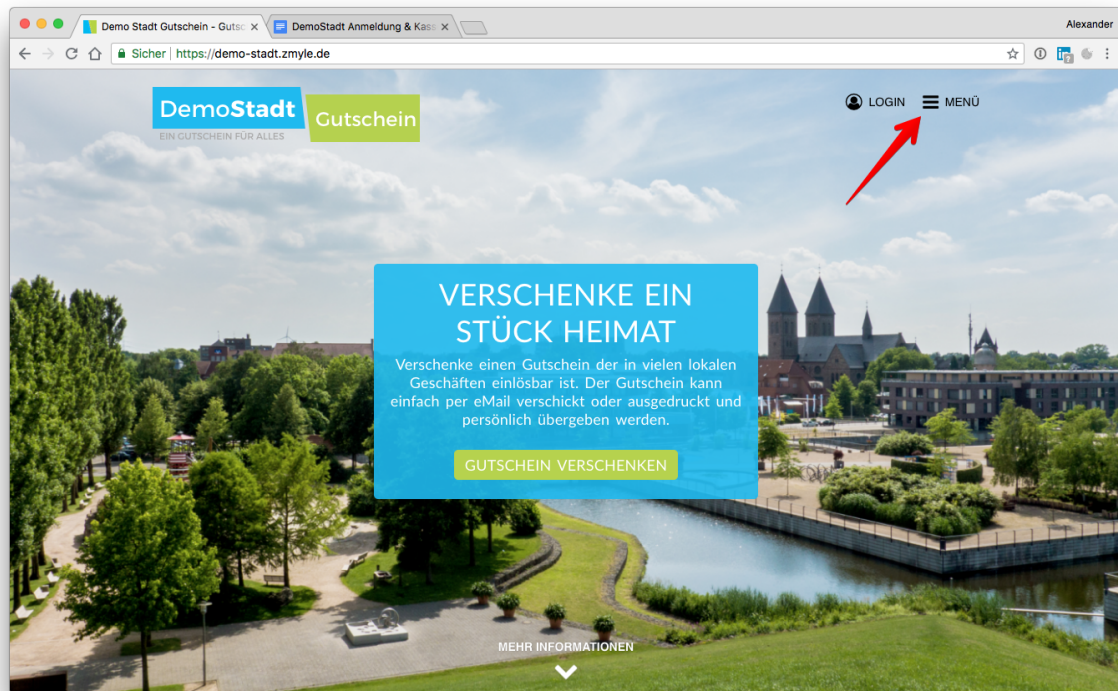 Demo Stadt Gutschein - Gutsc
DemoStadt Anmeldung & Kass
Alexander
Sicher
https://demo-stadt.zmyle.de
DemoStadt
Gutschein
EIN GUTSCHEIN FÜR ALLES
LOGIN
MENÜ
VERSCHENKE EIN
STÜCK HEIMAT
Verschenke einen Gutschein der in vielen lokalen
Geschäften einlösbar ist. Der Gutschein kann
einfach per eMail verschickt oder ausgedruckt und
persönlich übergeben werden.
GUTSCHEIN VERSCHENKEN
MEHR INFORMATIONEN